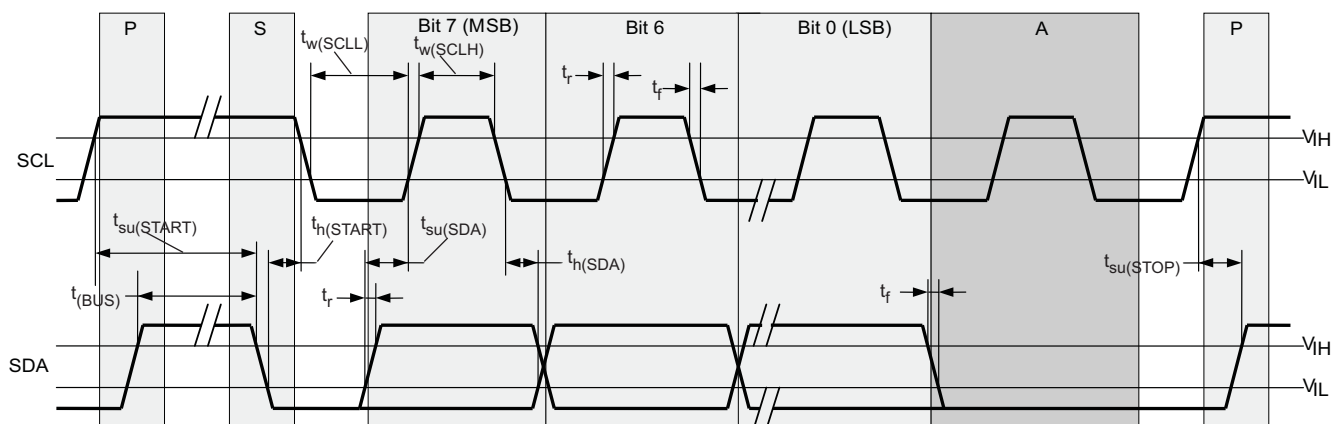 P S Bit 7 (MSB) Bit 6 Bit 0 (LSB) A P
tw(SCLL) tw(SCLH)
tr tf
SCL
VIH
VIL
tsu(START) th(START) tsu(SDA) th(SDA) tsu(STOP)
t(BUS) tr tf
SDA
VIH
VIL